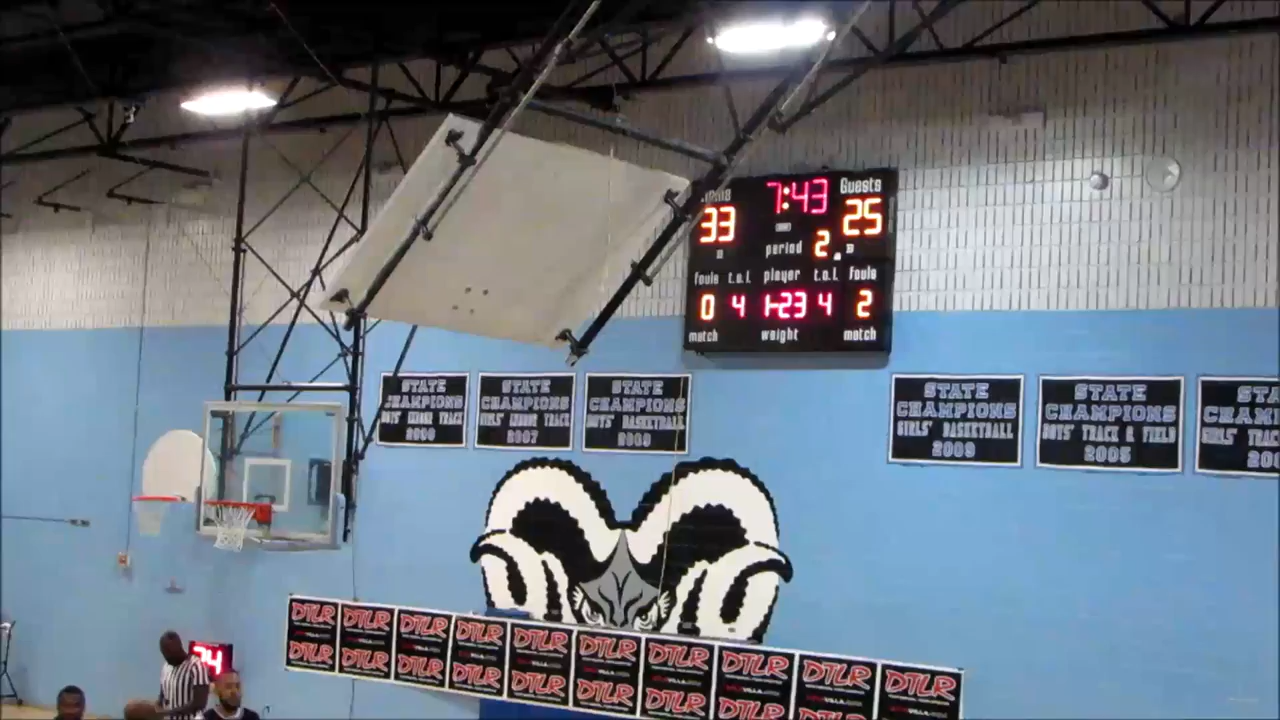 7:43
Guests
33
25
period 2
fouls t.o.l. player t.o.l. fouls
0 4 1-23 4 2
match weight match
STATE
CHAMPIONS
STATE
CHAMPIONS
2007
STATE
CHAMPIONS
BOYS' BASKETBALL
STATE
CHAMPIONS
GIRLS' BASKETBALL
2009
STATE
CHAMPIONS
BOYS' TRACK & FIELD
2005
STA
CHAM
24
DTLR DTLR DTLR DTLR DTLR DTLR DTLR DTLR DTLR DTLR
DTLR DTLR DTLR DTLR DTLR DTLR DTLR DTLR DTLR